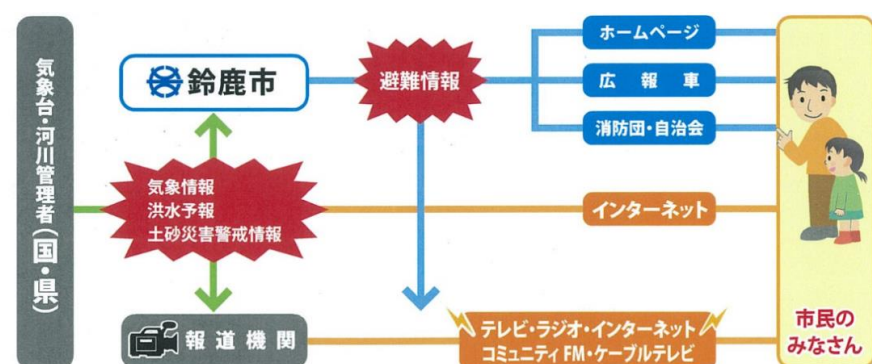 気象台・河川管理者(国・県)
鈴鹿市
避難情報
ホームページ
広報車
消防団・自治会
気象情報
洪水予報
土砂災害警戒情報
インターネット
報道機関
テレビ・ラジオ・インターネット
コミュニティFM・ケーブルテレビ
市民の
みなさん